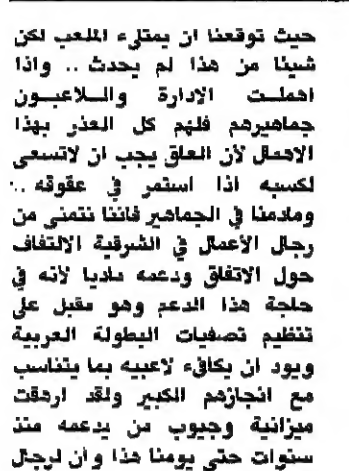 حيث توقعنا ان يمتلىء الملعب لكن
شيئا من هذا لم يحدث .. واذا
اهملت الإدارة واللاعبون
جماهيرهم فلهم كل العذر بهذا
الاهمال لأن العاق يجب ان لاتسعى
لكسبه اذا استمر في عقوقه ..
ومادمنا في الجماهير فاننا نتمنى من
رجال الأعمال في الشرقية الالتفاف
حول الاتفاق ودعمه ماديا لأنه في
حاجة هذا الدعم وهو مقبل على
تنظيم تصفيات البطولة العربية
ويود ان يكافىء لاعبيه بما يتناسب
مع انجازهم الكبير ولقد ارهقت
ميزانية وجيوب من يدعمه منذ
سنوات حتى يومنا هذا وان لرجال